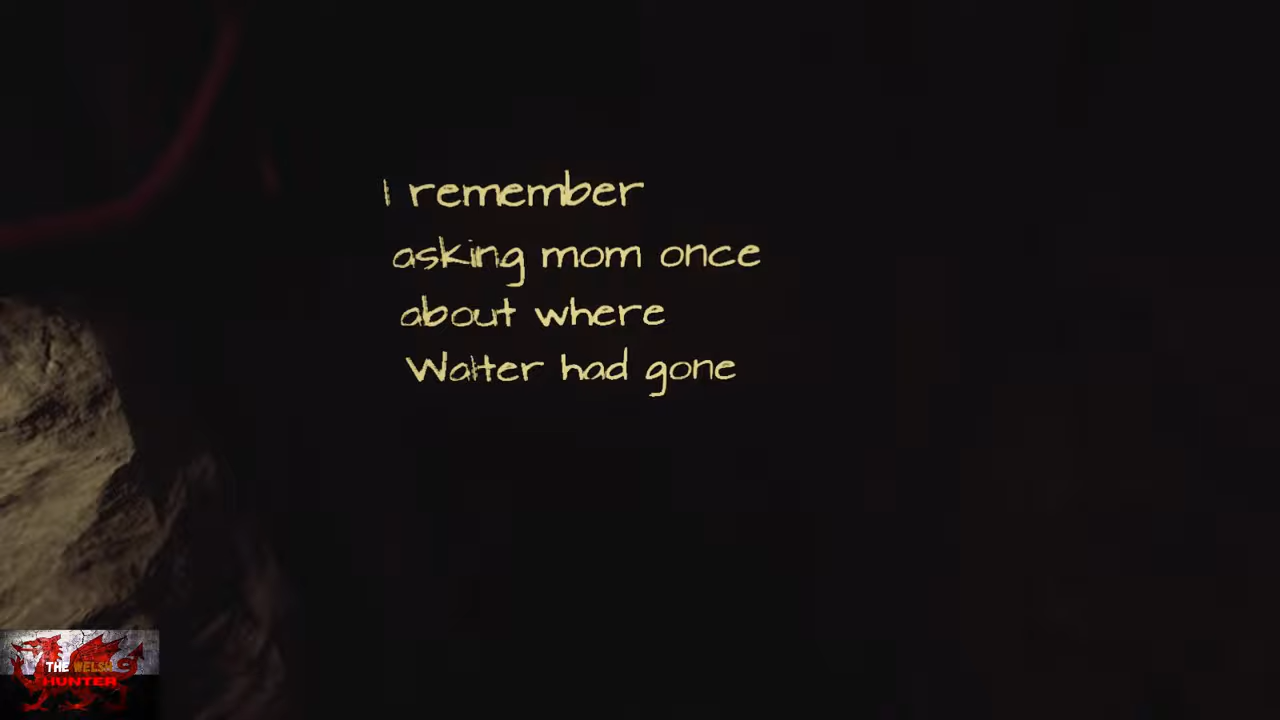 I remember
asking mom once
about where
Walter had gone
THE WELSH
HUNTER